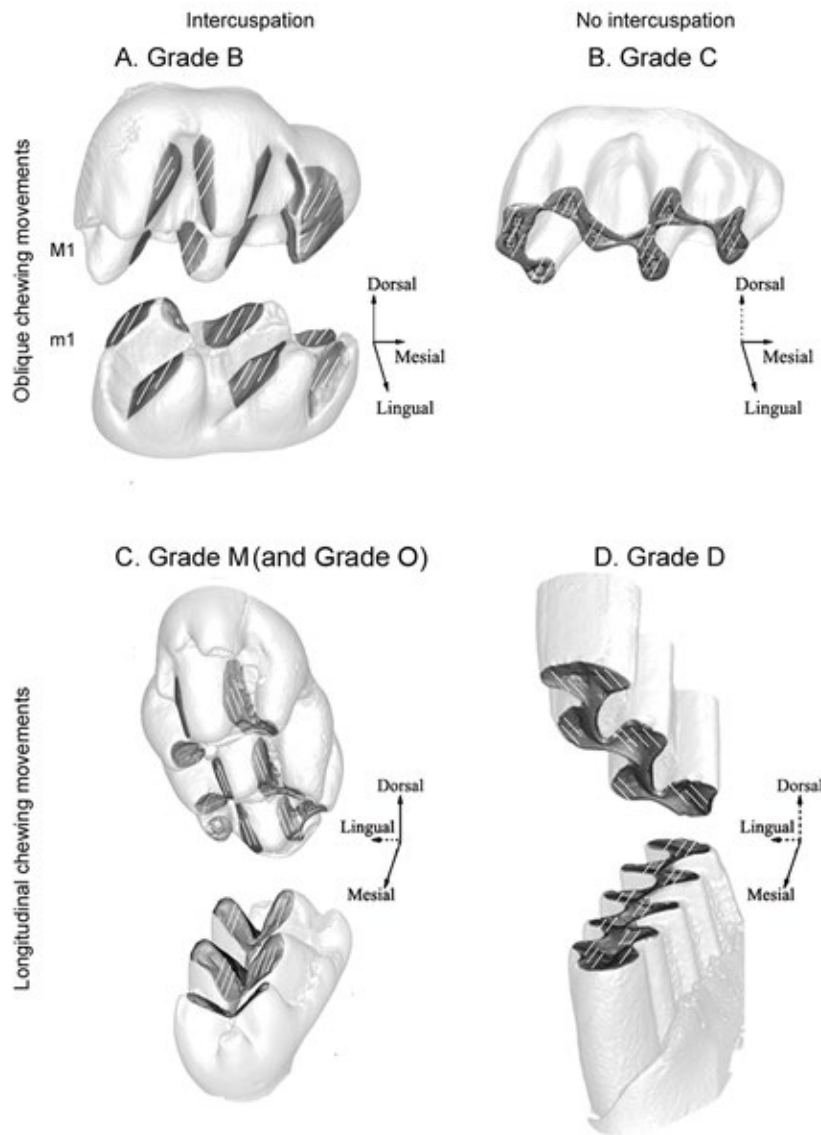 Intercuspation
No intercuspation
A. Grade B
B. Grade C
Oblique chewing movements
M1
m1
Dorsal
Mesial
Lingual
Dorsal
Mesial
Lingual
C. Grade M (and Grade O)
D. Grade D
Longitudinal chewing movements
Dorsal
Lingual
Mesial
Dorsal
Lingual
Mesial